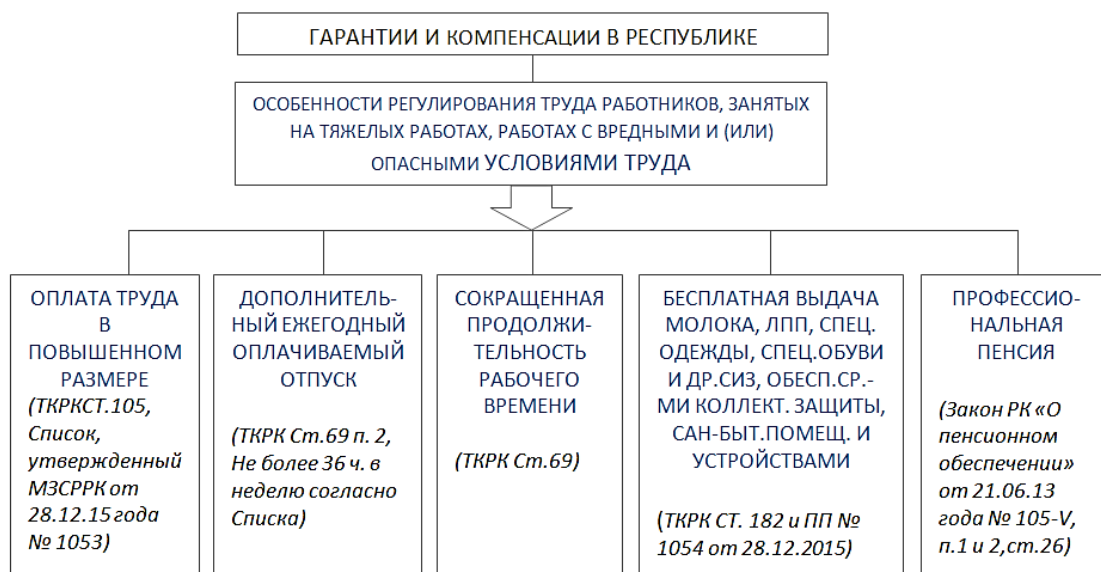 ГАРАНТИИ И КОМПЕНСАЦИИ В РЕСПУБЛИКЕ
ОСОБЕННОСТИ РЕГУЛИРОВАНИЯ ТРУДА РАБОТНИКОВ, ЗАНЯТЫХ
НА ТЯЖЕЛЫХ РАБОТАХ, РАБОТАХ С ВРЕДНЫМИ И (ИЛИ)
ОПАСНЫМИ УСЛОВИЯМИ ТРУДА
ОПЛАТА ТРУДА
В
ПОВЫШЕННОМ
РАЗМЕРЕ
(ТКРКСТ.105,
Список,
утвержденный
МЗСРРК от
28.12.15 года
№ 1053)
ДОПОЛНИТЕЛЬ-
НЫЙ ЕЖЕГОДНЫЙ
ОПЛАЧИВАЕМЫЙ
ОТПУСК
(ТКРК Ст.69 п. 2,
Не более 36 ч. в
неделю согласно
Списка)
СОКРАЩЕННАЯ
ПРОДОЛЖИ-
ТЕЛЬНОСТЬ
РАБОЧЕГО
ВРЕМЕНИ
(ТКРК Ст.69)
БЕСПЛАТНАЯ ВЫДАЧА
МОЛОКА, ЛПП, СПЕЦ.
ОДЕЖДЫ, СПЕЦ.ОБУВИ
И ДР.СИЗ, ОБЕСП.СР.-
МИ КОЛЛЕКТ. ЗАЩИТЫ,
САН-БЫТ.ПОМЕЩ. И
УСТРОЙСТВАМИ
(ТКРК СТ. 182 и ПП №
1054 от 28.12.2015)
ПРОФЕССИО-
НАЛЬНАЯ
ПЕНСИЯ
(Закон РК «О
пенсионном
обеспечении»
от 21.06.13
года № 105-V,
п.1 и 2,ст.26)